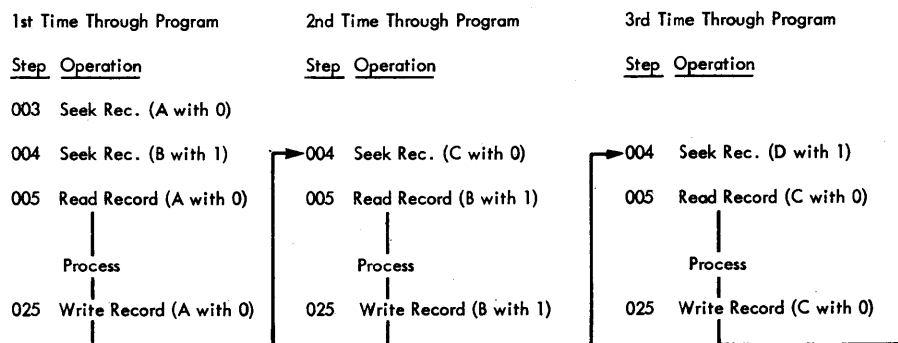 1st Time Through Program
Step Operation
003 Seek Rec. (A with 0)
004 Seek Rec. (B with 1)
005 Read Record (A with 0)
Process
025 Write Record (A with 0)
2nd Time Through Program
Step Operation
004 Seek Rec. (C with 0)
005 Read Record (B with 1)
Process
025 Write Record (B with 1)
3rd Time Through Program
Step Operation
004 Seek Rec. (D with 1)
005 Read Record (C with 0)
Process
025 Write Record (C with 0)